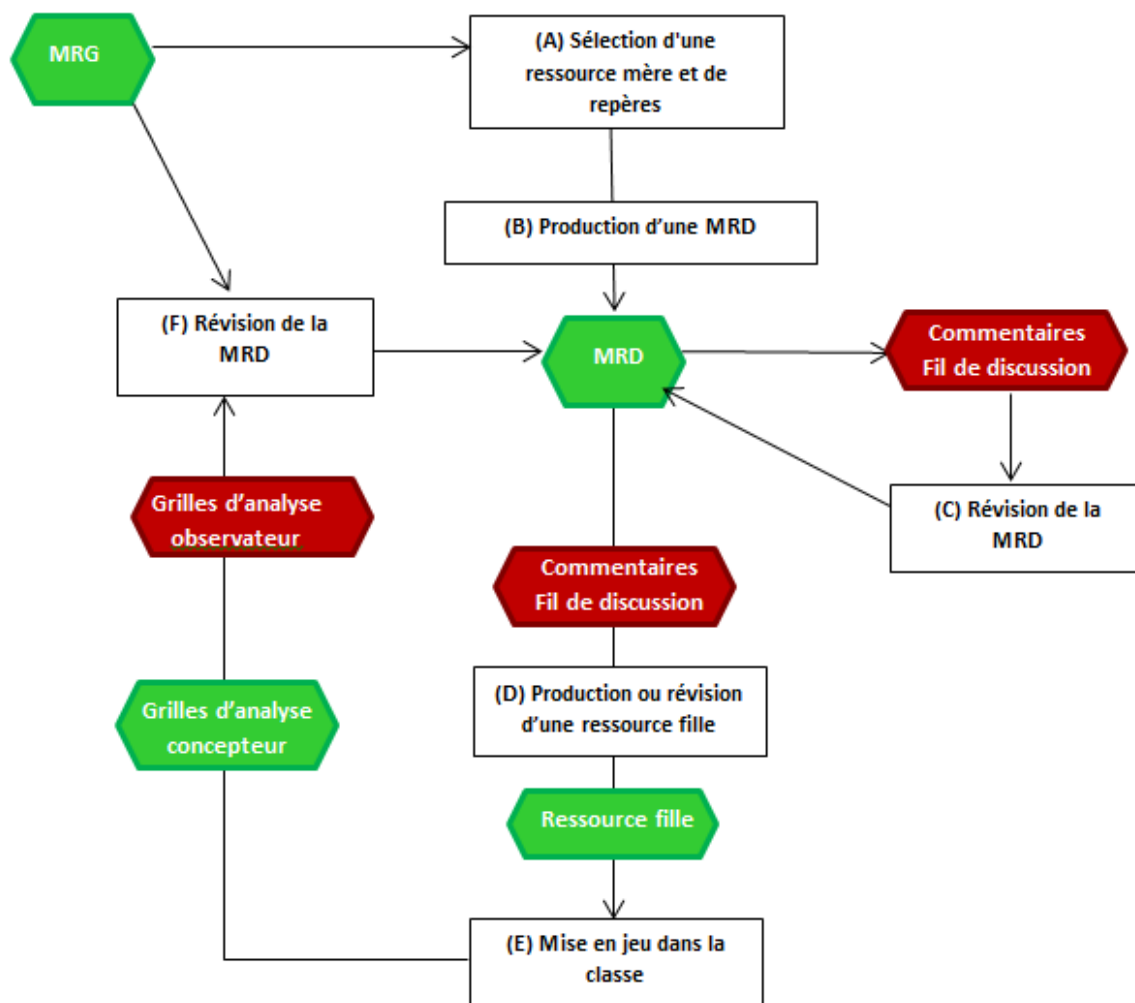 MRG
(A) Sélection d'une
ressource mère et de
repères
(B) Production d’une MRD
(F) Révision de la
MRD
MRD
Commentaires
Fil de discussion
Grilles d’analyse
observateur
(C) Révision de la
MRD
Commentaires
Fil de discussion
Grilles d’analyse
concepteur
(D) Production ou révision
d’une ressource fille
Ressource fille
(E) Mise en jeu dans la
classe